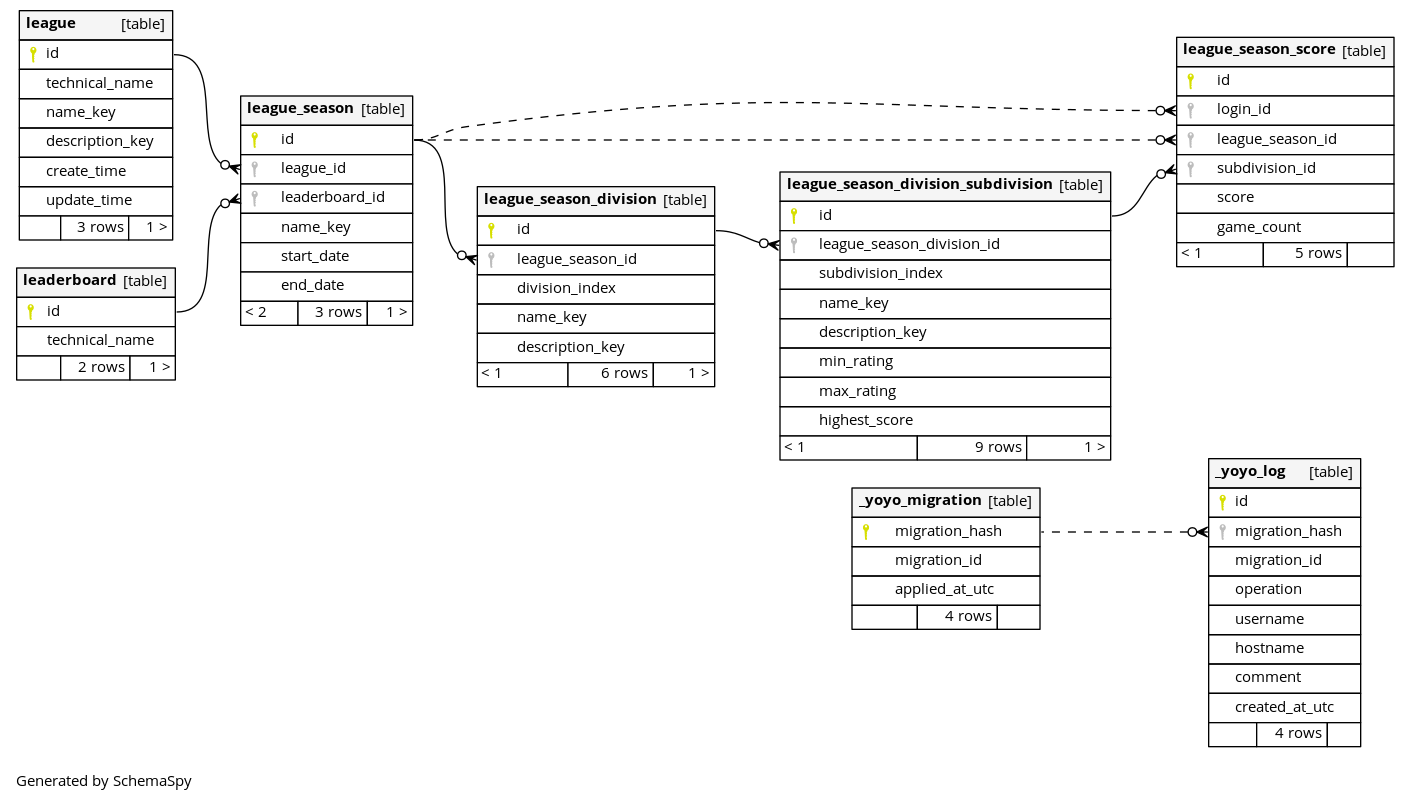 league [table]
id
technical_name
name_key
description_key
create_time
update_time
3 rows 1 >
leaderboard [table]
id
technical_name
2 rows 1 >
league_season [table]
id
league_id
leaderboard_id
name_key
start_date
end_date
< 2 3 rows 1 >
league_season_division [table]
id
league_season_id
division_index
name_key
description_key
< 1 6 rows 1 >
league_season_division_subdivision [table]
id
league_season_division_id
subdivision_index
name_key
description_key
min_rating
max_rating
highest_score
< 1 9 rows 1 >
league_season_score [table]
id
login_id
league_season_id
subdivision_id
score
game_count
< 1 5 rows
_yoyo_migration [table]
migration_hash
migration_id
applied_at_utc
4 rows
_yoyo_log [table]
id
migration_hash
migration_id
operation
username
hostname
comment
created_at_utc
4 rows
Generated by SchemaSpy